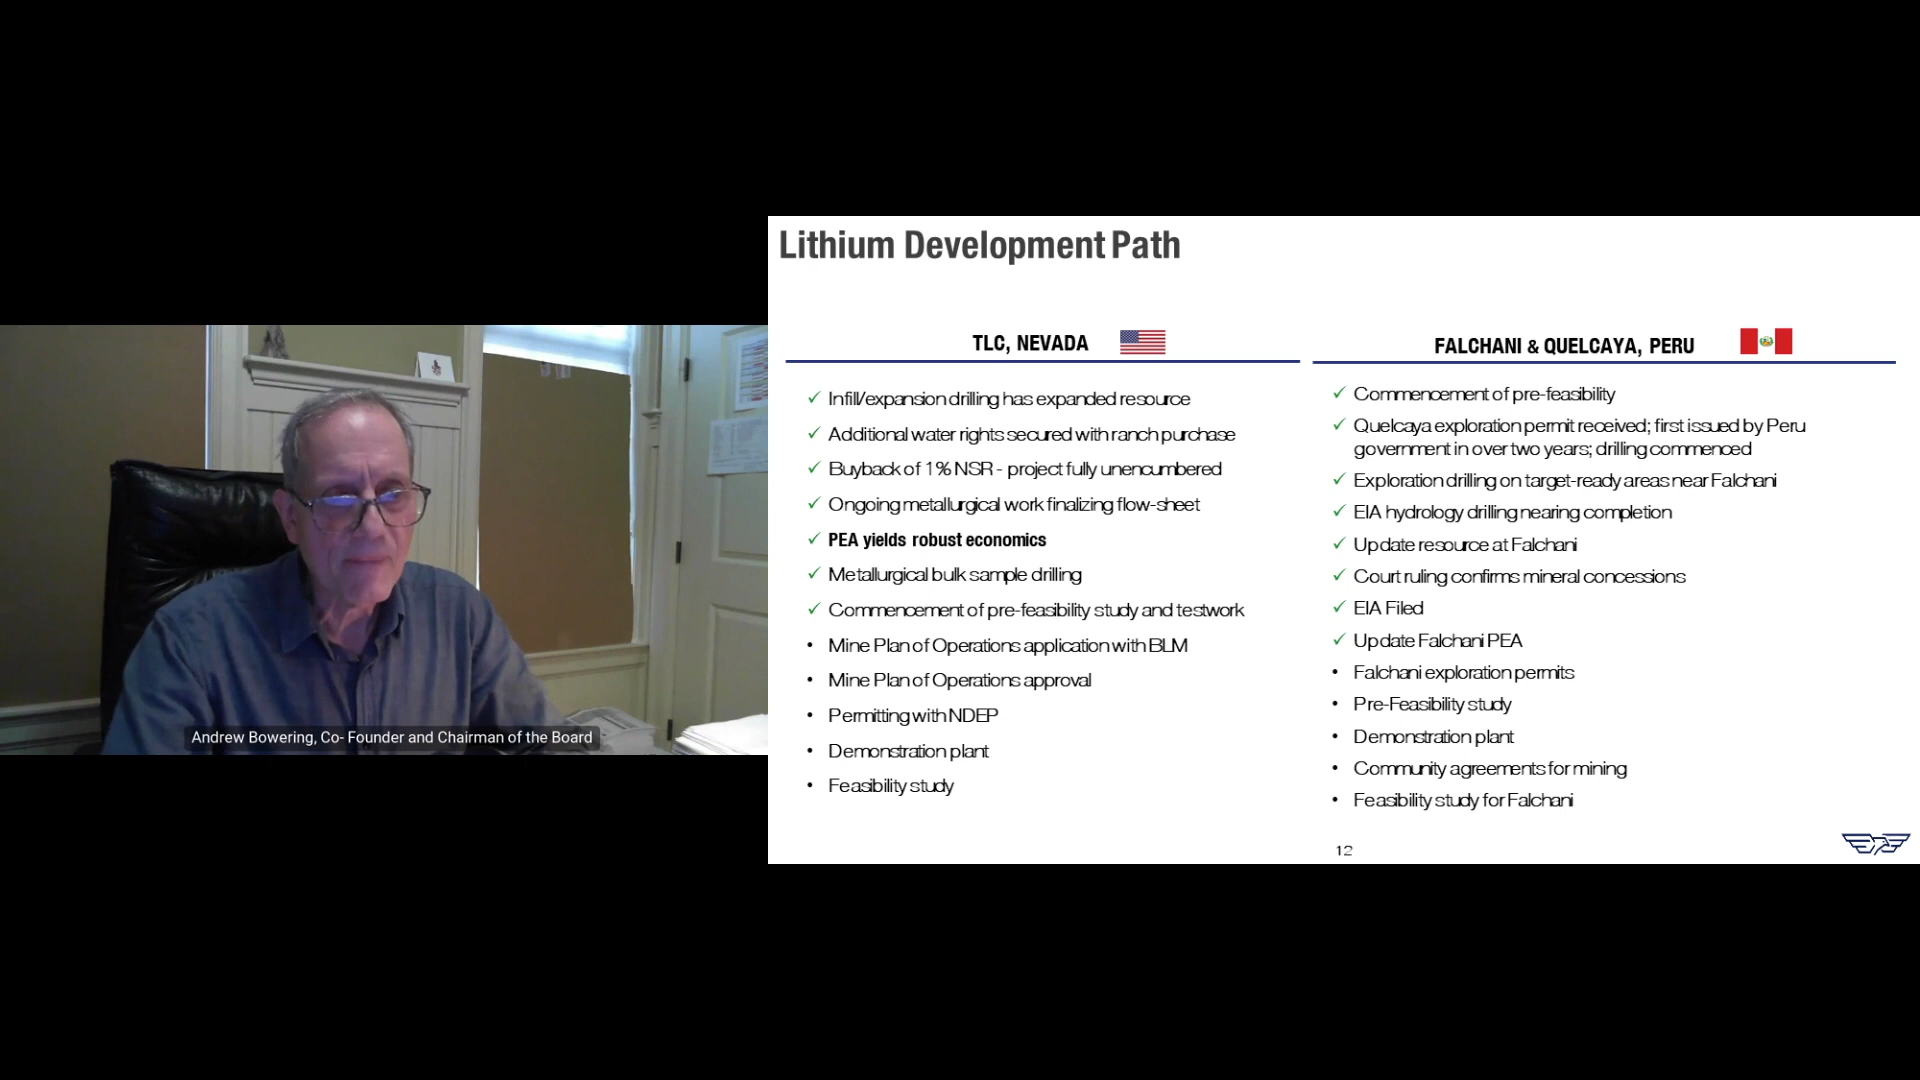 Lithium Development Path
TLC, NEVADA
Infill/expansion drilling has expanded resource
Additional water rights secured with ranch purchase
Buyback of 1% NSR - project fully unencumbered
Ongoing metallurgical work finalizing flow-sheet
PEA yields robust economics
Metallurgical bulk sample drilling
Commencement of pre-feasibility study and testwork
Mine Plan of Operations application with BLM
Mine Plan of Operations approval
Permitting with NDEP
Demonstration plant
Feasibility study
FALCHANI & QUELCAYA, PERU
Commencement of pre-feasibility
Quelcaya exploration permit received; first issued by Peru
government in over two years; drilling commenced
Exploration drilling on target-ready areas near Falchani
EIA hydrology drilling nearing completion
Update resource at Falchani
Court ruling confirms mineral concessions
EIA Filed
Update Falchani PEA
Falchani exploration permits
Pre-Feasibility study
Demonstration plant
Community agreements for mining
Feasibility study for Falchani
12
Andrew Bowering, Co- Founder and Chairman of the Board